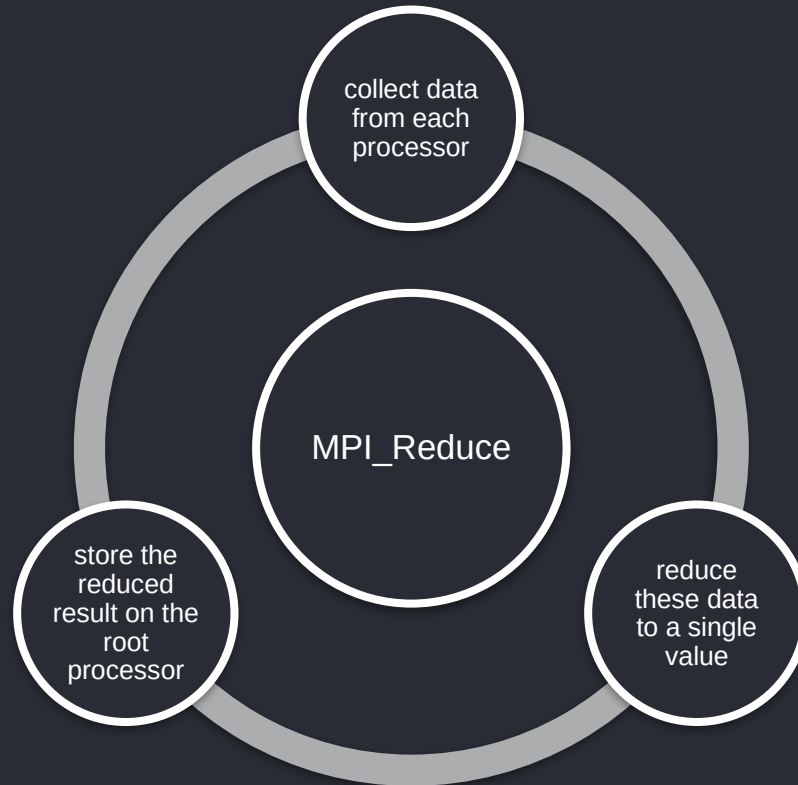 collect data
from each
processor
MPI_Reduce
store the
reduced
result on the
root
processor
reduce
these data
to a single
value